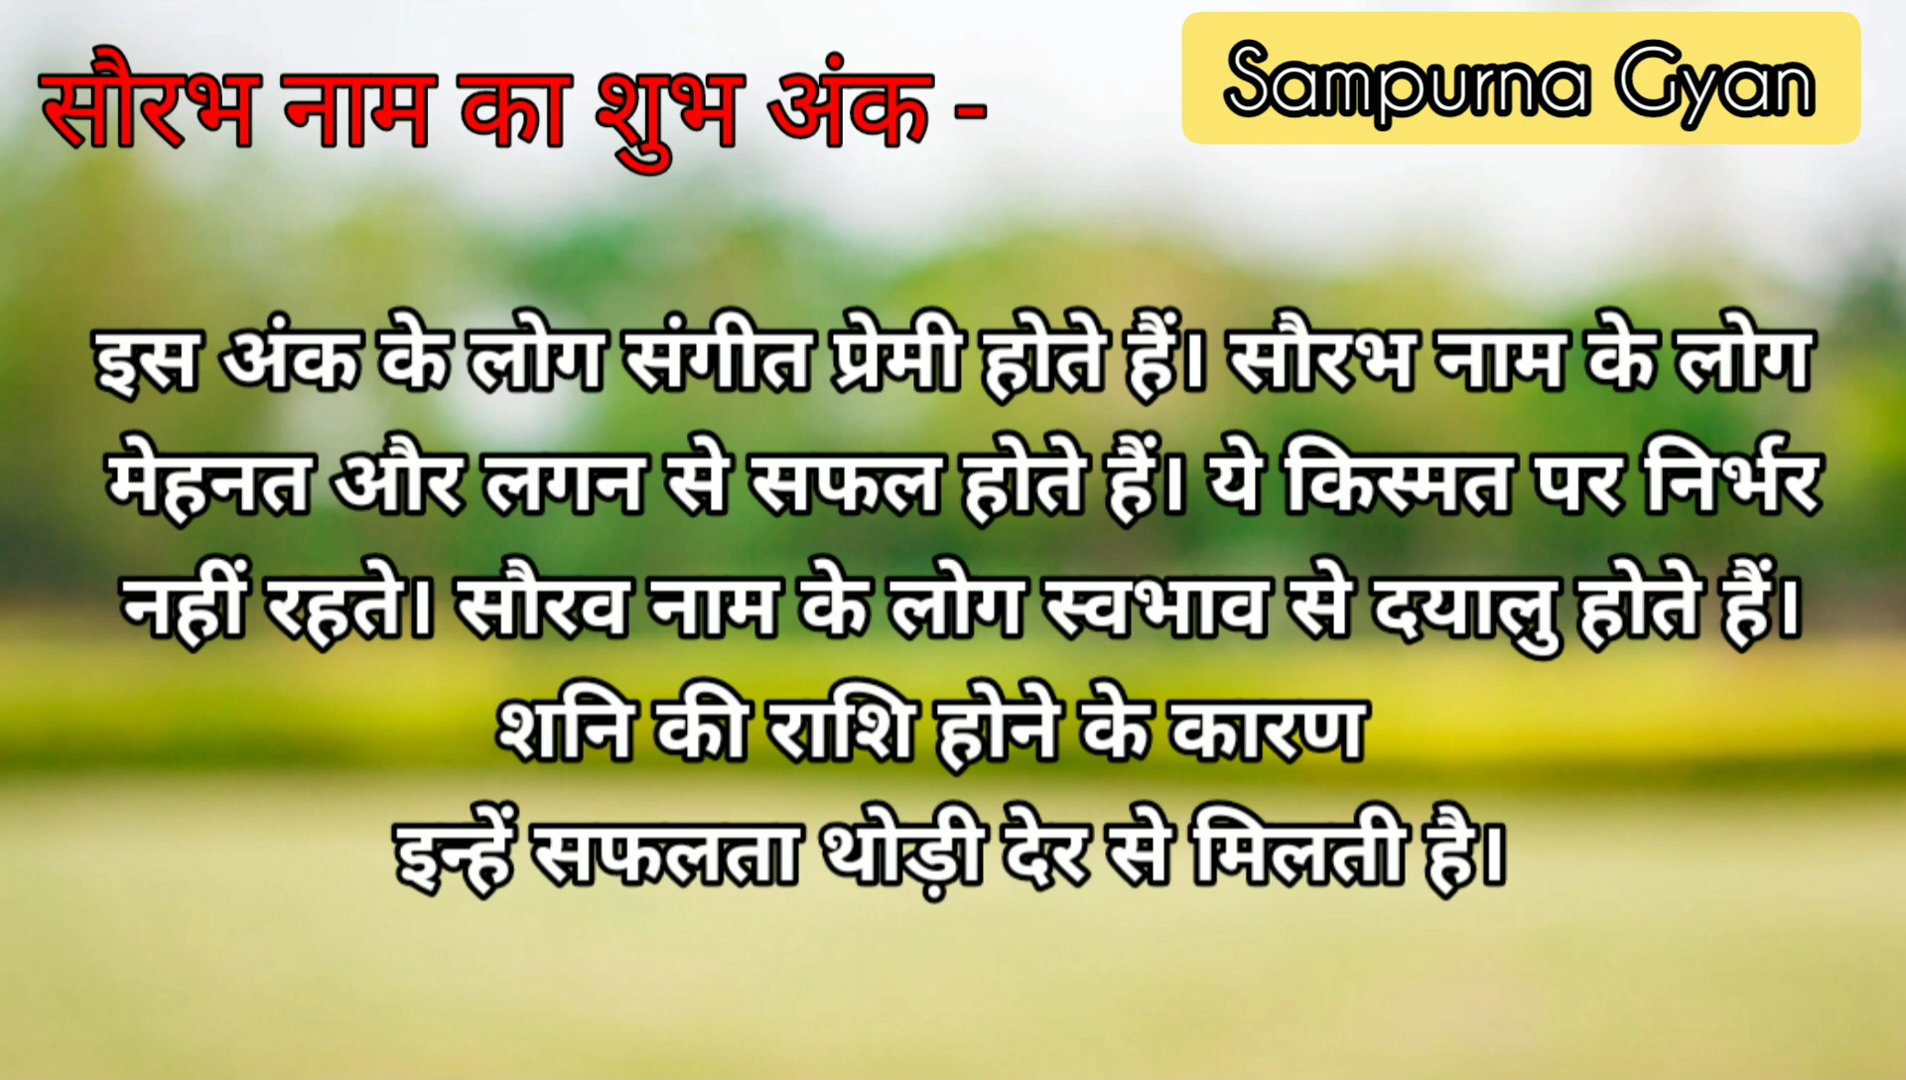 सौरभ नाम का शुभ अंक -
Sampurna Gyan
इस अंक के लोग संगीत प्रेमी होते हैं। सौरभ नाम के लोग
मेहनत और लगन से सफल होते हैं। ये किस्मत पर निर्भर
नहीं रहते। सौरव नाम के लोग स्वभाव से दयालु होते हैं।
शनि की राशि होने के कारण
इन्हें सफलता थोड़ी देर से मिलती है।